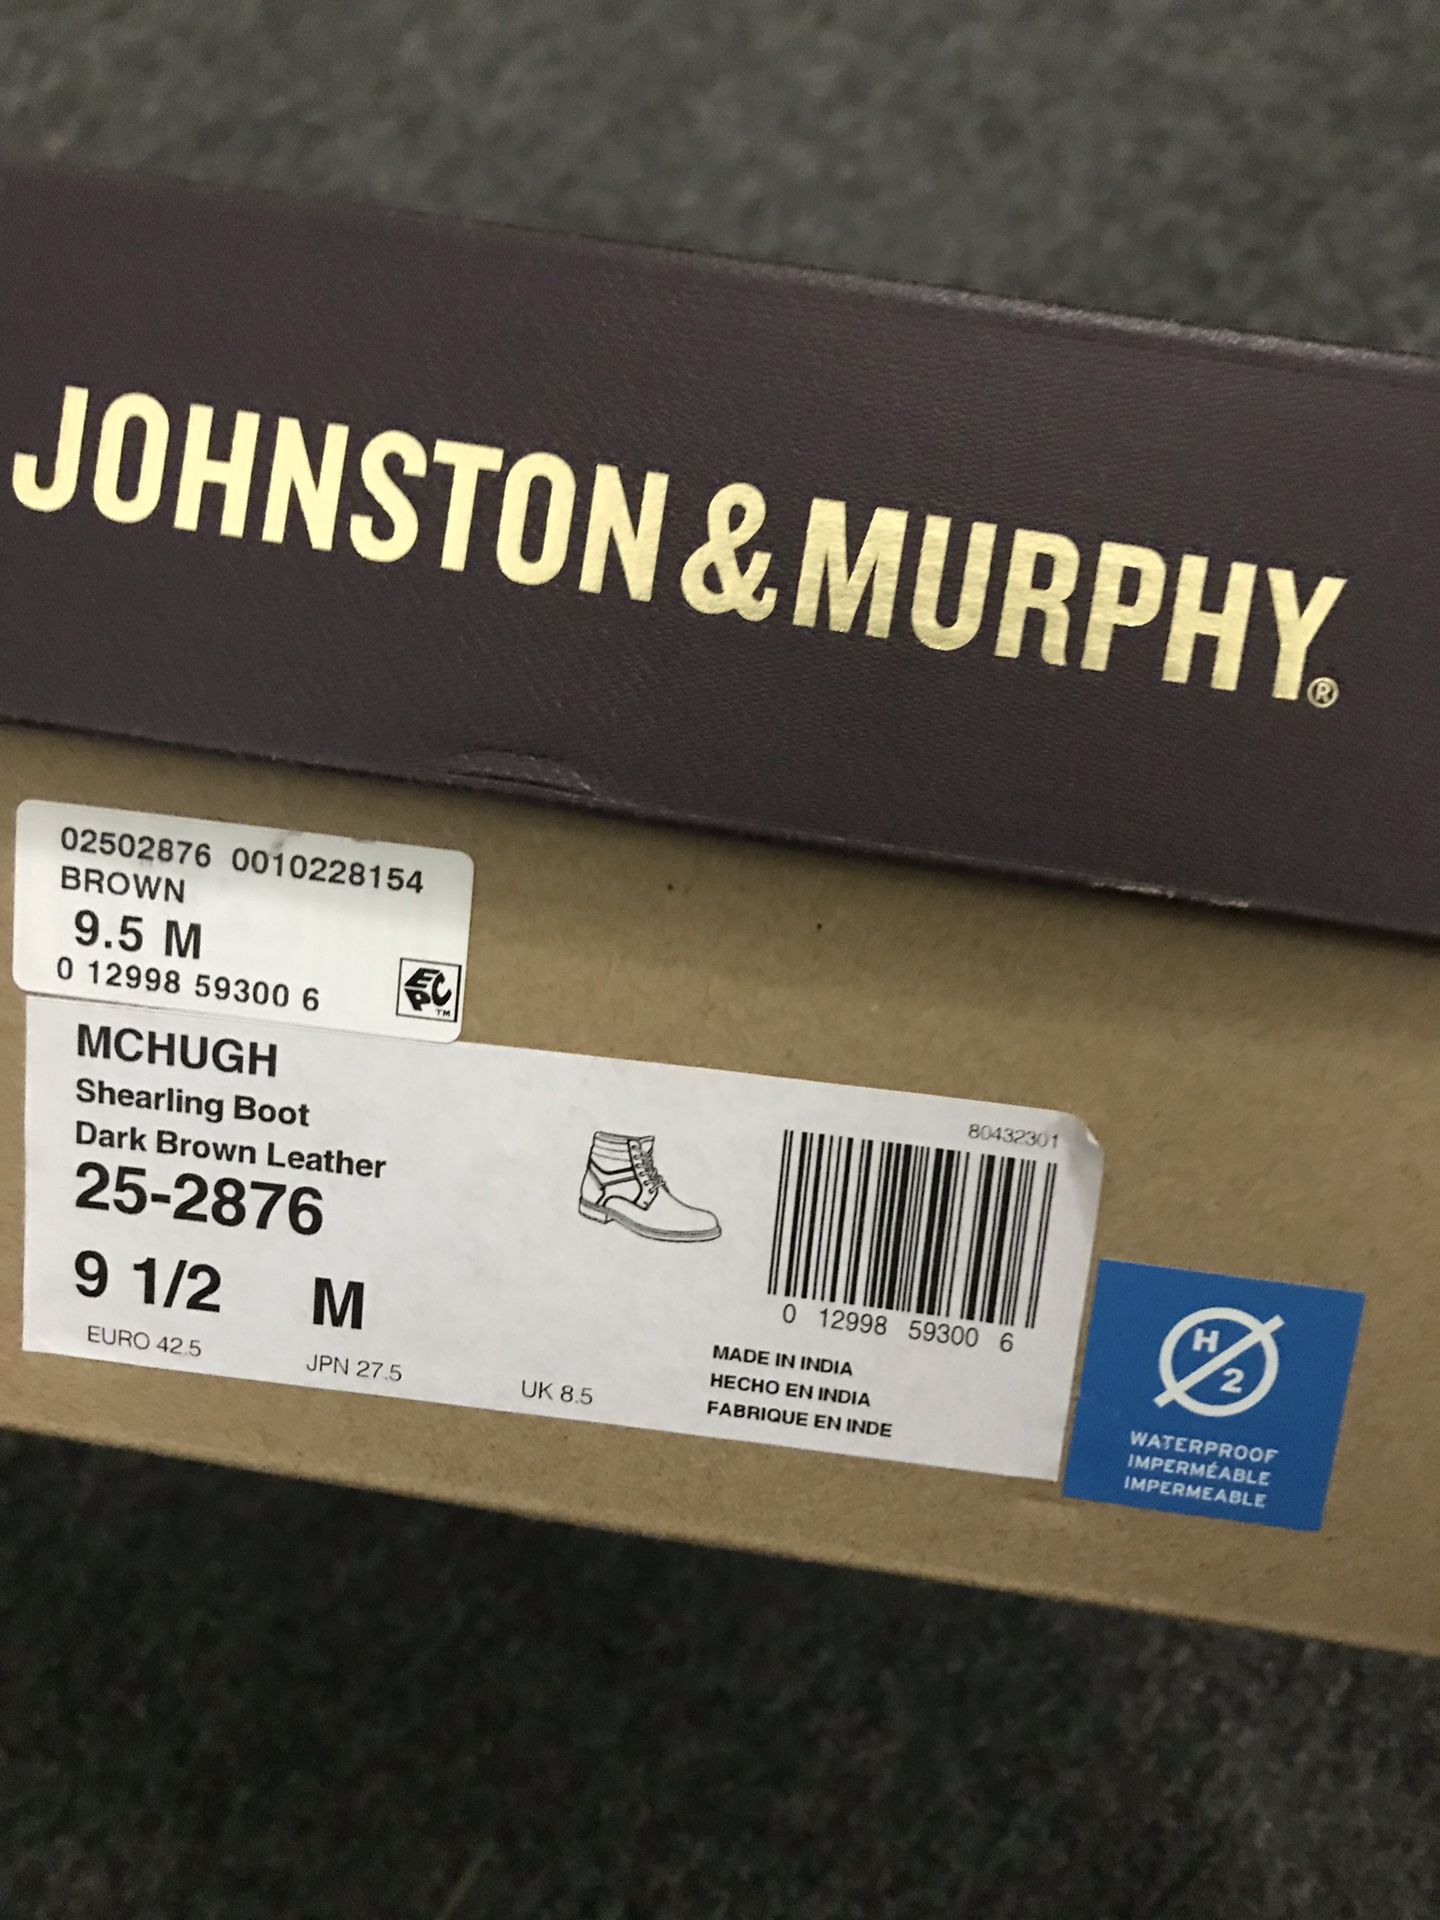 JOHNSTON & MURPHY®
02502876 0010228154
BROWN
9.5 M
0 12998 59300 6
EPC™
MCHUGH
Shearling Boot
Dark Brown Leather
25-2876
9 1/2 M
EURO 42.5 JPN 27.5 UK 8.5
80432301
0 12998 59300 6
MADE IN INDIA
HECHO EN INDIA
FABRIQUE EN INDE
H2
WATERPROOF
IMPERMÉABLE
IMPERMEABLE